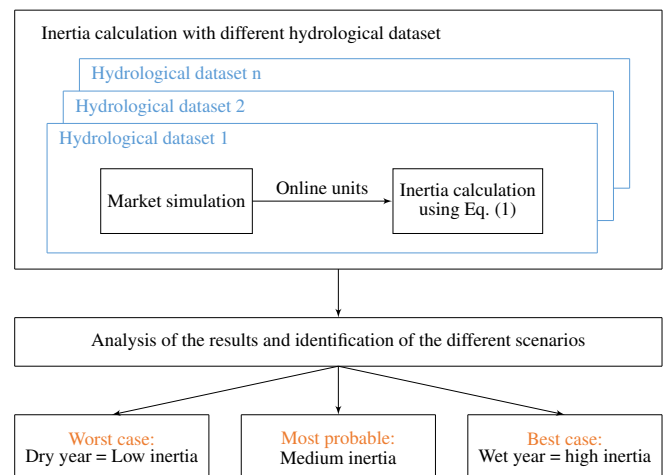 Inertia calculation with different hydrological dataset
Hydrological dataset n
Hydrological dataset 2
Hydrological dataset 1
Market simulation
Online units
Inertia calculation
using Eq. (1)
Analysis of the results and identification of the different scenarios
Worst case:
Dry year = Low inertia
Most probable:
Medium inertia
Best case:
Wet year = high inertia